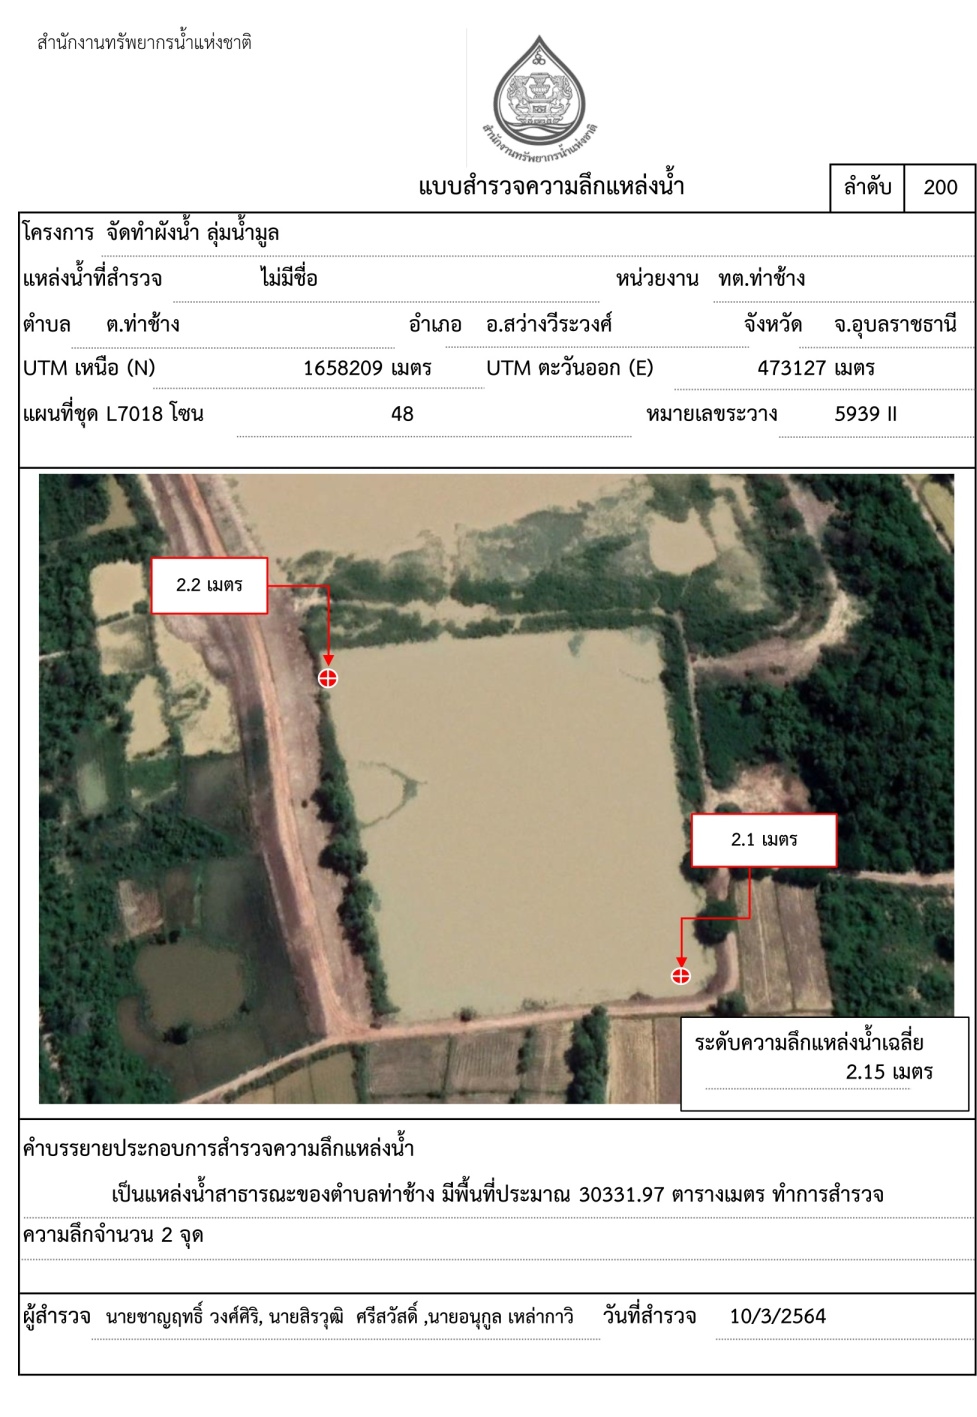 สำนักงานทรัพยากรน้ำแห่งชาติ
สำนักงานทรัพยากรน้ำแห่งชาติ
แบบสำรวจความลึกแหล่งน้ำ
ลำดับ 200
โครงการ จัดทำผังน้ำ ลุ่มน้ำมูล
แหล่งน้ำที่สำรวจ ไม่มีชื่อ หน่วยงาน ทต.ท่าช้าง
ตำบล ต.ท่าช้าง อำเภอ อ.สว่างวีระวงศ์ จังหวัด จ.อุบลราชธานี
UTM เหนือ (N) 1658209 เมตร UTM ตะวันออก (E) 473127 เมตร
แผนที่ชุด L7018 โซน 48 หมายเลขระวาง 5939 II
2.2 เมตร
2.1 เมตร
ระดับความลึกแหล่งน้ำเฉลี่ย
2.15 เมตร
คำบรรยายประกอบการสำรวจความลึกแหล่งน้ำ
เป็นแหล่งน้ำสาธารณะของตำบลท่าช้าง มีพื้นที่ประมาณ 30331.97 ตารางเมตร ทำการสำรวจ
ความลึกจำนวน 2 จุด
ผู้สำรวจ นายชาญฤทธิ์ วงศ์ศิริ, นายสิรวุฒิ ศรีสวัสดิ์ ,นายอนุกูล เหล่ากาวิ วันที่สำรวจ 10/3/2564